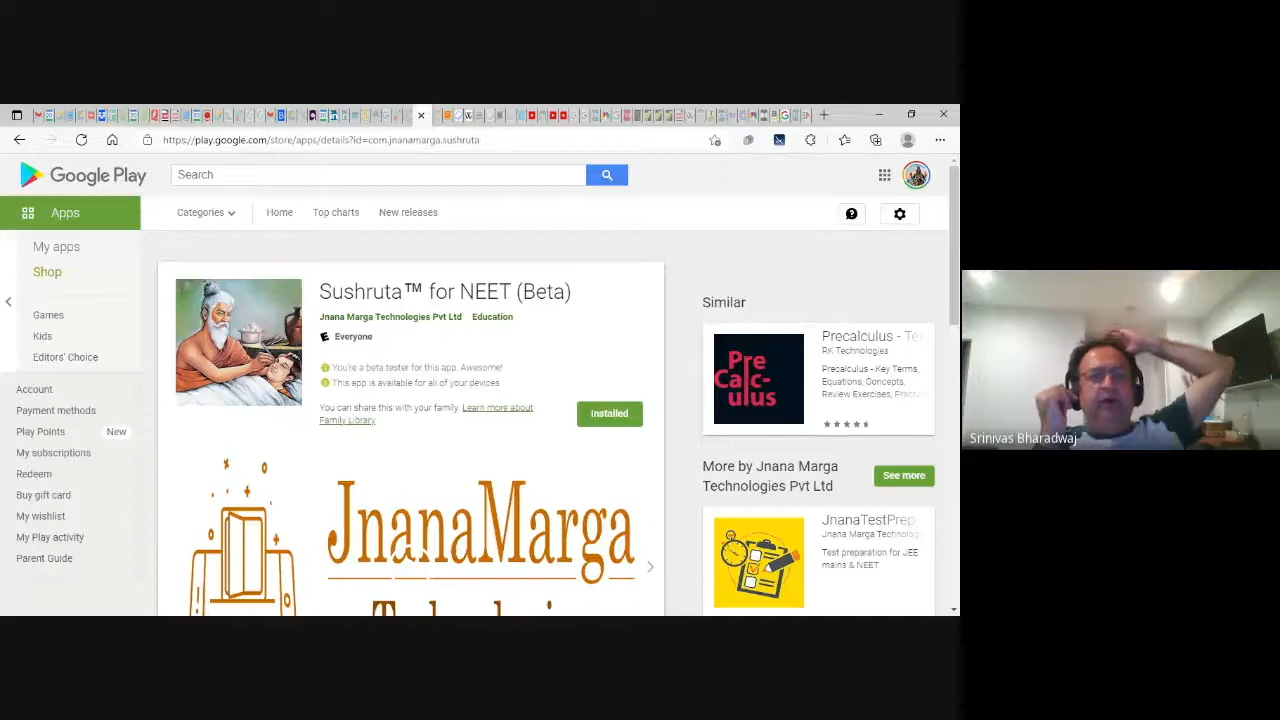 https://play.google.com/store/apps/details?id=com.jnanamarga.sushruta
Google Play
Search
Apps
Categories
Home
Top charts
New releases
My apps
Shop
Games
Kids
Editors' Choice
Account
Payment methods
Play Points
New
My subscriptions
Redeem
Buy gift card
My wishlist
My Play activity
Parent Guide
Sushruta™ for NEET (Beta)
Jnana Marga Technologies Pvt Ltd
Education
Everyone
You're a beta tester for this app. Awesome!
This app is available for all of your devices
You can share this with your family. Learn more about
Family Library
Installed
JnanaMarga
Similar
Pre
Calc-
ulus
Precalculus - Te
RK Technologies
Precalculus - Key Terms,
Equations, Concepts,
Review Exercises,
More by Jnana Marga
Technologies Pvt Ltd
See more
JnanaTestPrep
Jnana Marga Technolog
Test preparation for JEE
mains & NEET
Srinivas Bharadwaj